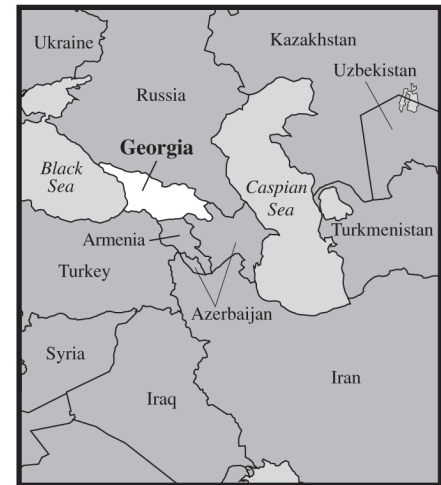 Ukraine
Kazakhstan
Uzbekistan
Russia
Georgia
Black
Sea
Caspian
Sea
Armenia
Turkmenistan
Turkey
Azerbaijan
Syria
Iraq
Iran